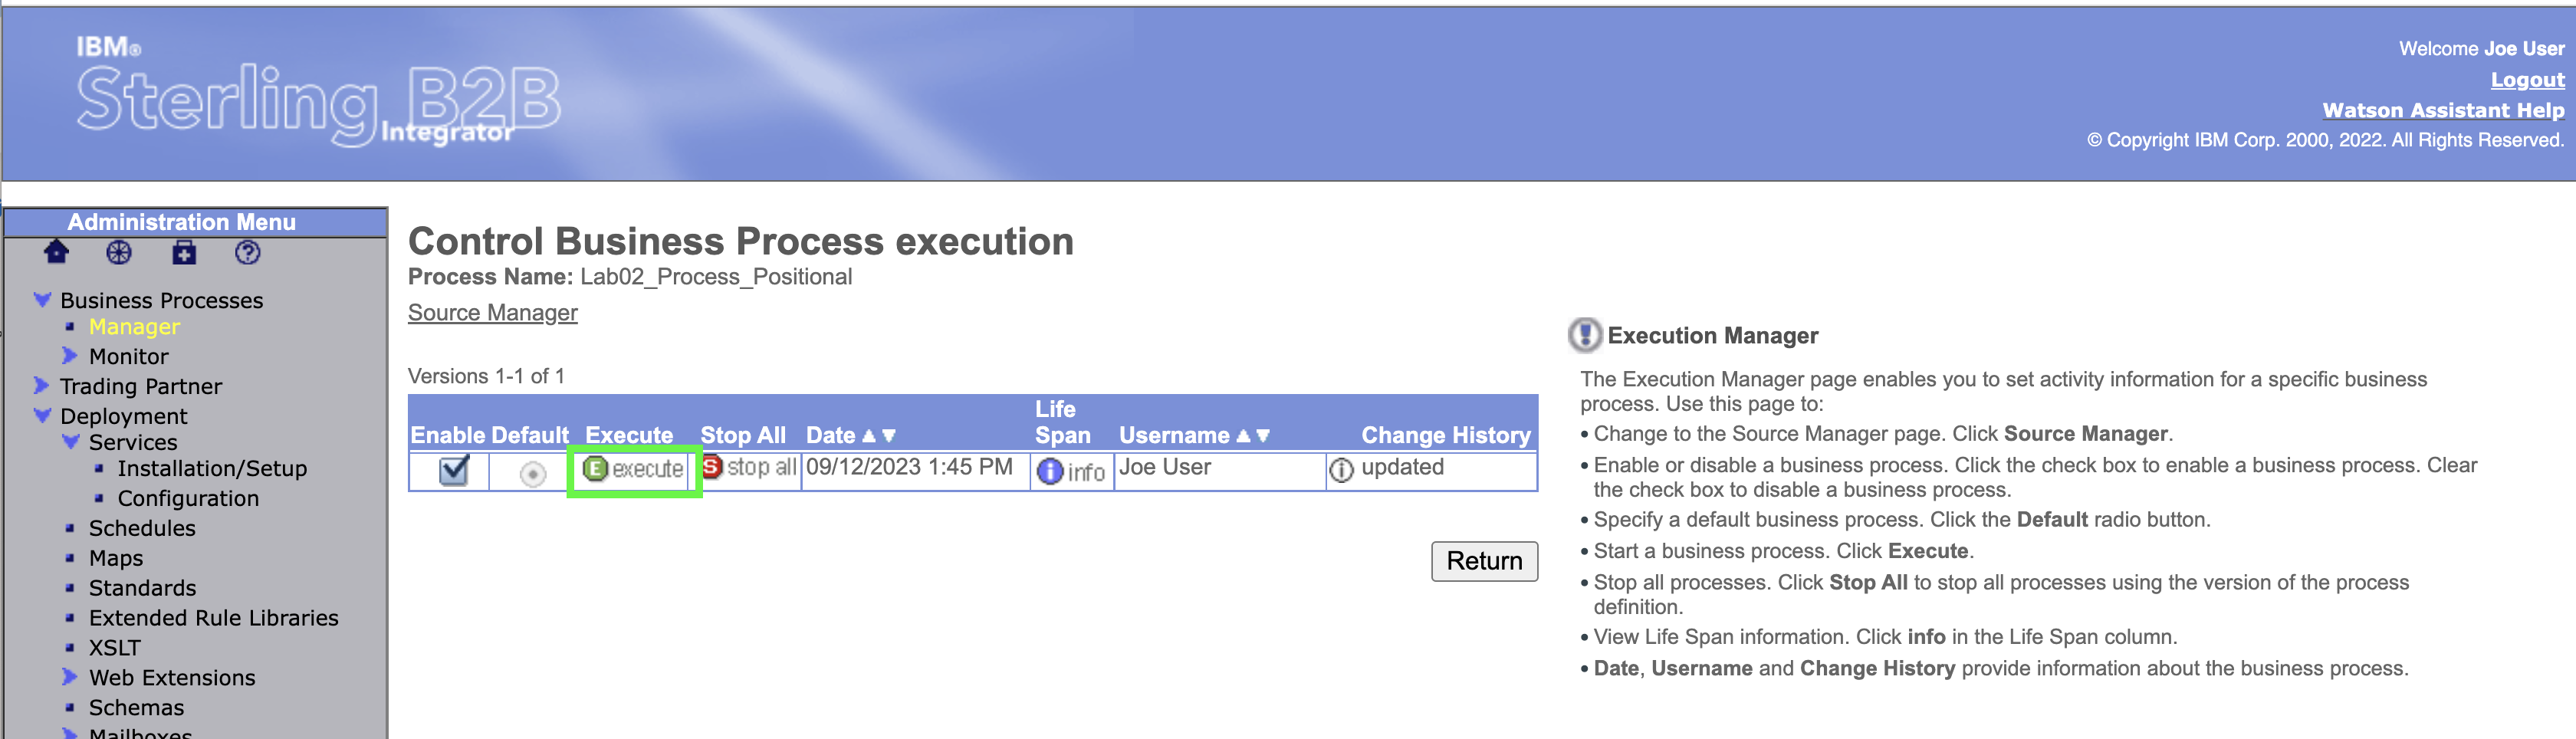 IBM®
Sterling B2B
Integrator
Welcome Joe User
Logout
Watson Assistant Help
© Copyright IBM Corp. 2000, 2022. All Rights Reserved.
Administration Menu
Business Processes
Manager
Monitor
Trading Partner
Deployment
Services
Installation/Setup
Configuration
Schedules
Maps
Standards
Extended Rule Libraries
XSLT
Web Extensions
Schemas
Mailboxes
Control Business Process execution
Process Name: Lab02_Process_Positional
Source Manager
Versions 1-1 of 1
Enable Default Execute Stop All Date ▲▼ Life Span Username ▲▼ Change History
E execute S stop all 09/12/2023 1:45 PM i info Joe User i updated
Return
Execution Manager
The Execution Manager page enables you to set activity information for a specific business
process. Use this page to:
• Change to the Source Manager page. Click Source Manager.
• Enable or disable a business process. Click the check box to enable a business process. Clear
the check box to disable a business process.
• Specify a default business process. Click the Default radio button.
• Start a business process. Click Execute.
• Stop all processes. Click Stop All to stop all processes using the version of the process
definition.
• View Life Span information. Click info in the Life Span column.
• Date, Username and Change History provide information about the business process.